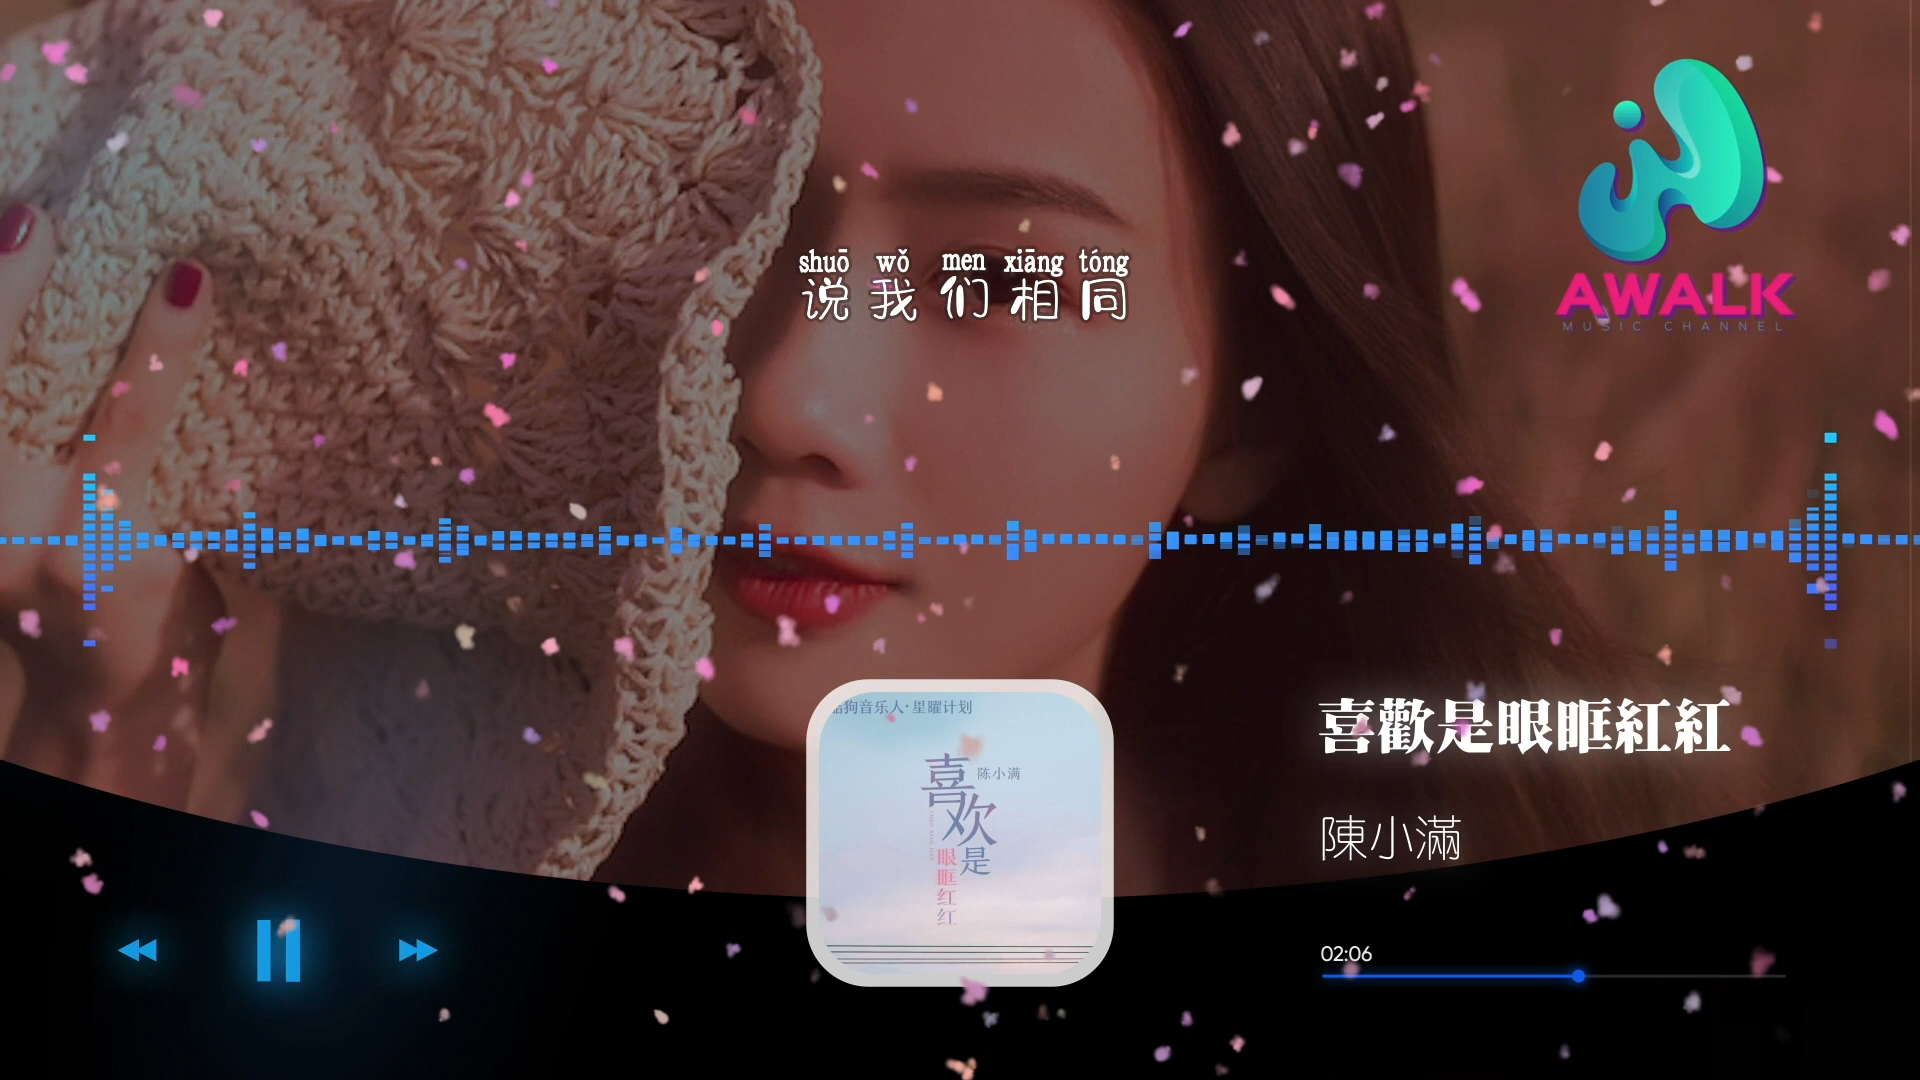 shuō wǒ men xiāng tóng
说我们相同
AWALK
MUSIC CHANNEL
酷狗音乐人·星曜计划
喜欢是
陈小满
眼眶红红
喜歡是眼眶紅紅
陳小滿
02:06